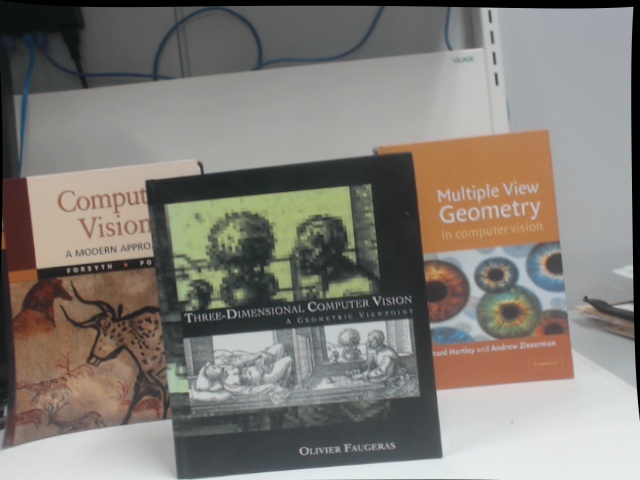 Comput
Vision
A MODERN APPRO
FORSYTH • PO
THREE-DIMENSIONAL COMPUTER VISION
A GEOMETRIC VIEWPOINT
OLIVIER FAUGERAS
Multiple View
Geometry
in computer vision
hard Hartley and Andrew Zisserman